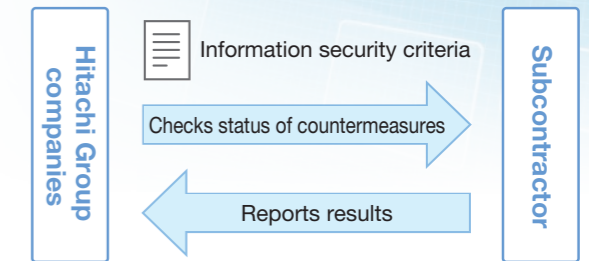 Hitachi Group
companies
Information security criteria
Checks status of countermeasures
Reports results
Subcontractor